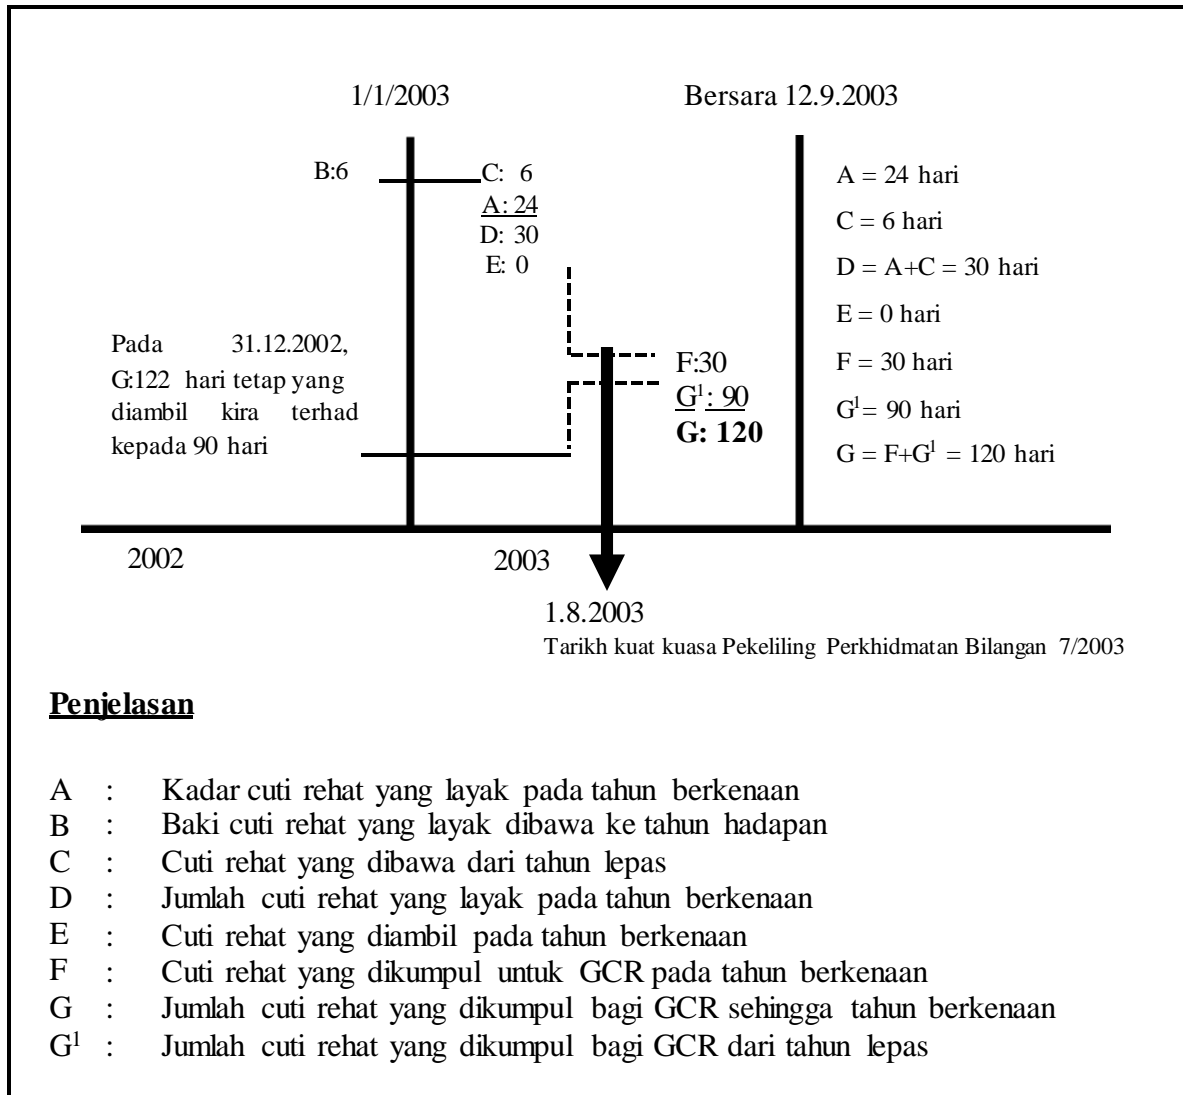 1/1/2003
Bersara 12.9.2003
B:6
C: 6
A: 24
D: 30
E: 0
Pada 31.12.2002,
G:122 hari tetap yang
diambil kira terhad
kepada 90 hari
F:30
G¹: 90
G: 120
A = 24 hari
C = 6 hari
D = A+C = 30 hari
E = 0 hari
F = 30 hari
G¹= 90 hari
G = F+G¹ = 120 hari
2002
2003
1.8.2003
Tarikh kuat kuasa Pekeliling Perkhidmatan Bilangan 7/2003
Penjelasan
A : Kadar cuti rehat yang layak pada tahun berkenaan
B : Baki cuti rehat yang layak dibawa ke tahun hadapan
C : Cuti rehat yang dibawa dari tahun lepas
D : Jumlah cuti rehat yang layak pada tahun berkenaan
E : Cuti rehat yang diambil pada tahun berkenaan
F : Cuti rehat yang dikumpul untuk GCR pada tahun berkenaan
G : Jumlah cuti rehat yang dikumpul bagi GCR sehingga tahun berkenaan
G¹ : Jumlah cuti rehat yang dikumpul bagi GCR dari tahun lepas